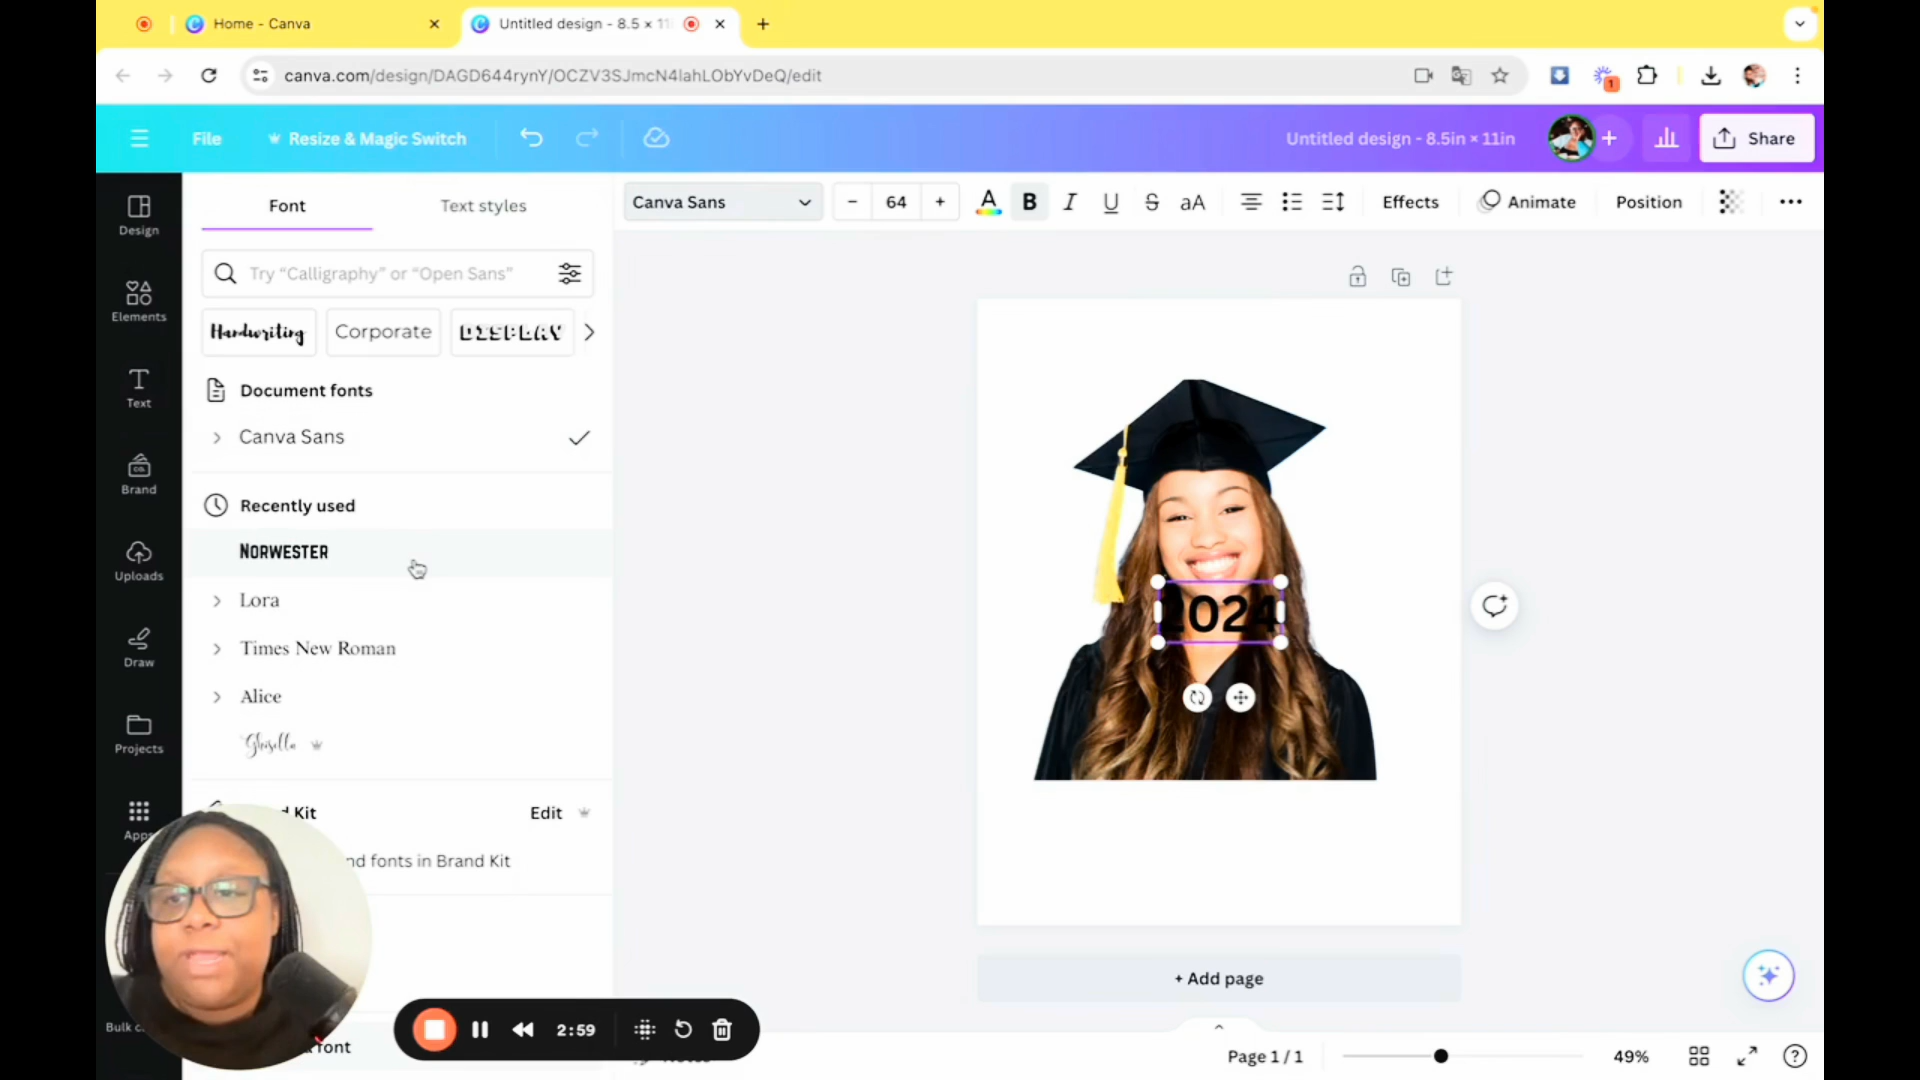 Home - Canva
Untitled design - 8.5 × 11
canva.com/design/DAGD644rynY/OCZV3SJmcN4lahLObYvDeQ/edit
1
File
Resize & Magic Switch
Untitled design - 8.5in × 11in
Share
Design
Elements
Text
Brand
Uploads
Draw
Projects
Apps
Bulk c
Font
Text styles
Try “Calligraphy” or “Open Sans”
Handwriting
Corporate
DISPLAY
Document fonts
Canva Sans
Recently used
NORWESTER
Lora
Times New Roman
Alice
Kit
Edit
nd fonts in Brand Kit
font
Canva Sans
64
A
B
I
U
S
aA
Effects
Animate
Position
2024
+ Add page
2:59
Page 1 / 1
49%